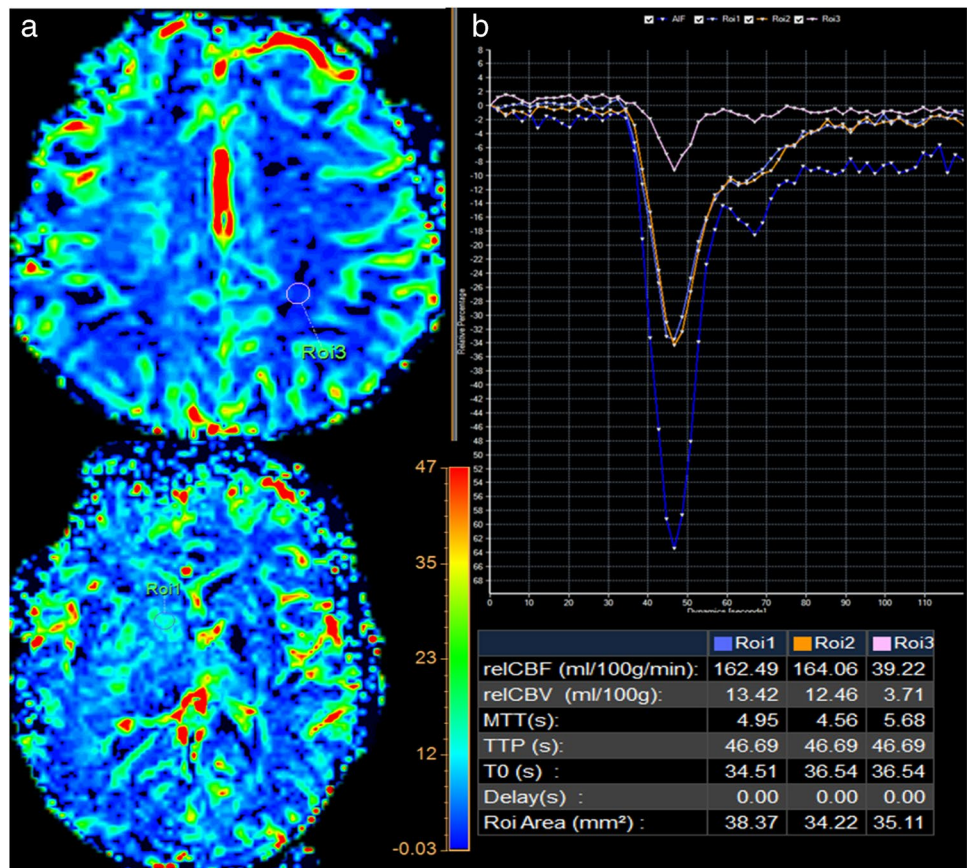 a
Roi3
Roi1
47
35
23
12
-0.03
b
AIF Roi1 Roi2 Roi3
8
6
4
2
0
-2
-4
-6
-8
-10
-12
-14
-16
-18
-20
-22
-24
-26
-28
-30
-32
-34
-36
-38
-40
-42
-44
-46
-48
50
52
54
56
58
60
62
64
66
68
Relative Percentage
0 10 20 30 40 50 60 70 80 90 100 110
Dynamics [seconds]
Roi1 Roi2 Roi3
relCBF (ml/100g/min): 162.49 164.06 39.22
relCBV (ml/100g): 13.42 12.46 3.71
MTT(s): 4.95 4.56 5.68
TTP (s): 46.69 46.69 46.69
T0 (s) : 34.51 36.54 36.54
Delay(s) : 0.00 0.00 0.00
Roi Area (mm²): 38.37 34.22 35.11